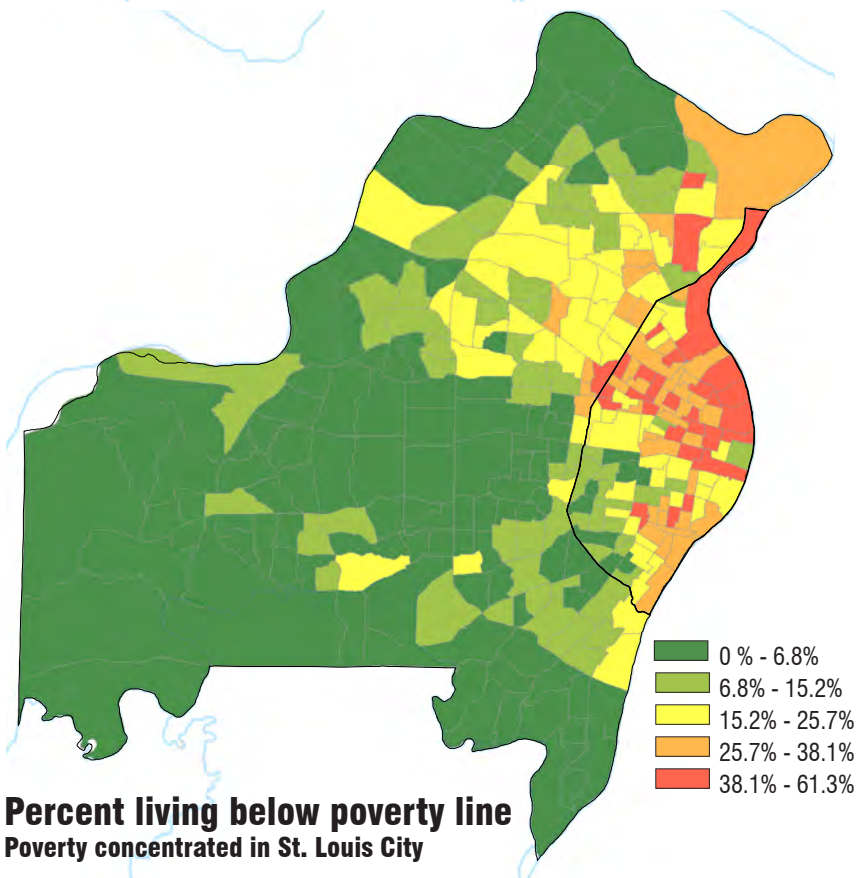 0 % - 6.8%
6.8% - 15.2%
15.2% - 25.7%
25.7% - 38.1%
38.1% - 61.3%
Percent living below poverty line
Poverty concentrated in St. Louis City